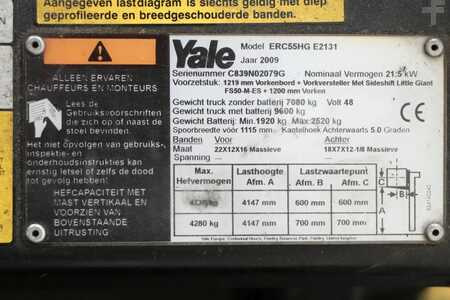 Aangegeven lastdiagram is slechts geldig met
geprofileerde en breedgeschouderde banden.
ALLEEN ERVAREN
CHAUFFEURS EN MONTEURS
Lees de
Gebruiksvoorschriften
die zich op of naast de
stoel bevinden.
Het niet opvolgen van gebruiks-,
inspektie- en
onderhoudsinstrukties kan
ernstig letsel of zelfs de dood
tot gevolg hebben!
HEFCAPACITEIT MET
MAST VERTIKAAL EN
VOORZIEN VAN
BOVENSTAANDE
UITRUSTING
Yale
Model ERC55HG E2131
Jaar 2009
Serienummer C839N02079G Nominaal Vermogen 21.5 kW
Voorzetstuk: 1219 mm Vorkenbord + Vorkversteller Met Sideshift Little Giant
FS50-M-ES + 1200 mm Vorken
Gewicht truck zonder batterij 7080 kg Volt 48
Gewicht truck met batterij 9600 kg
Gewicht Batterij: Min.1920 kg Max 2520 kg
Spoorbreedte vóór 1115 mm Kantelhoek Achterwaarts 5.0 Graden
Banden Voor Achter
Maat: 22X12X16 Massieve 18X7X12-1/8 Massieve
Spanning — —
Max. Hefvermogen Lasthoogte Afm. A Lastzwaartepunt Afm. B Afm. C
4147 mm 600 mm 600 mm
4280 kg 4147 mm 700 mm 700 mm
C
B
A